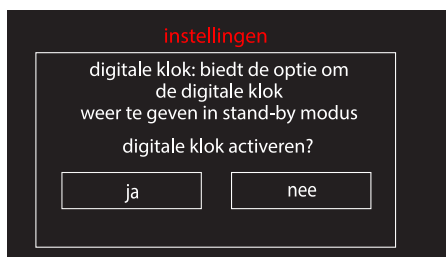 instellingen
digitale klok: biedt de optie om
de digitale klok
weer te geven in stand-by modus
digitale klok activeren?
ja
nee